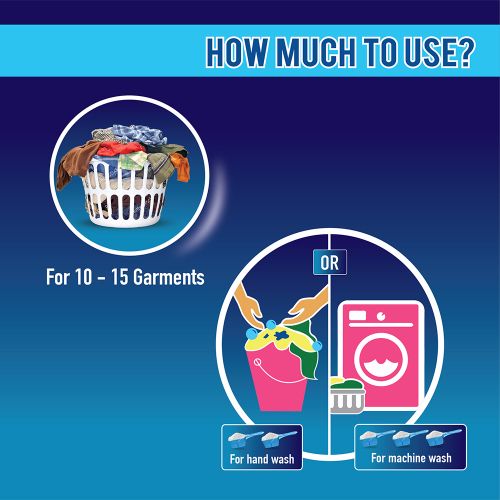 HOW MUCH TO USE?
For 10 - 15 Garments
OR
For hand wash
For machine wash